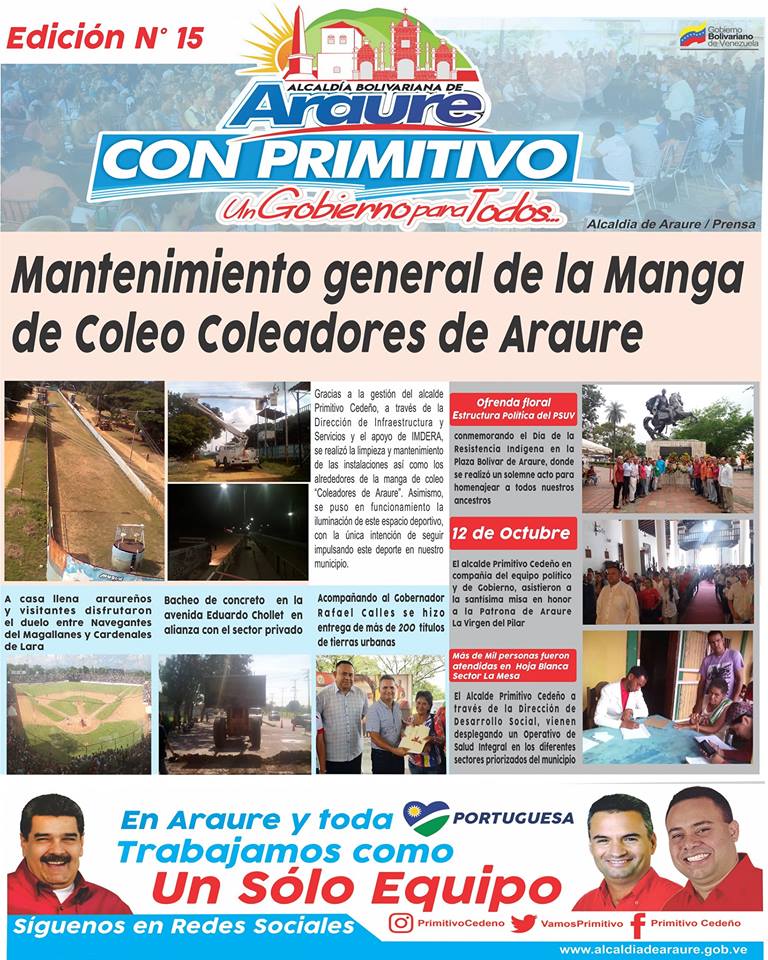 Edición N° 15
Gobierno
Bolivariano
de Venezuela
ALCALDÍA BOLIVARIANA DE
Araure
CON PRIMITIVO
Un Gobierno para Todos...
Alcaldia de Araure / Prensa
Mantenimiento general de la Manga
de Coleo Coleadores de Araure
Gracias a la gestión del alcalde
Primitivo Cedeño, a través de la
Dirección de Infraestructura y
Servicios y el apoyo de IMDERA,
se realizó la limpieza y mantenimiento
de las instalaciones así como los
alrededores de la manga de coleo
"Coleadores de Araure". Asimismo,
se puso en funcionamiento la
iluminación de este espacio deportivo,
con la única intención de seguir
impulsando este deporte en nuestro
municipio.
Ofrenda floral
Estructura Política del PSUV
conmemorando el Dia de la
Resistencia Indígena en la
Plaza Bolivar de Araure, donde
se realizó un solemne acto para
homenajear a todos nuestros
ancestros
12 de Octubre
El alcalde Primitivo Cedeño en
compañía del equipo político
y de Gobierno, asistieron a
la santísima misa en honor
a la Patrona de Araure
La Virgen del Pilar
Más de Mil personas fueron
atendidas en Hoja Blanca
Sector La Mesa
El Alcalde Primitivo Cedeño a
través de la Dirección de
Desarrollo Social, vienen
desplegando un Operativo de
Salud Integral en los diferentes
sectores priorizados del municipio
A casa llena araureños
y visitantes disfrutaron
el duelo entre Navegantes
del Magallanes y Cardenales
de Lara
Bacheo de concreto en la
avenida Eduardo Chollet en
alianza con el sector privado
Acompañando al Gobernador
Rafael Calles se hizo
entrega de más de 200 títulos
de tierras urbanas
En Araure y toda PORTUGUESA
Trabajamos como
Un Sólo Equipo
Síguenos en Redes Sociales
PrimitivoCedeno VamosPrimitivo Primitivo Cedeño
www.alcaldiadearaure.gob.ve